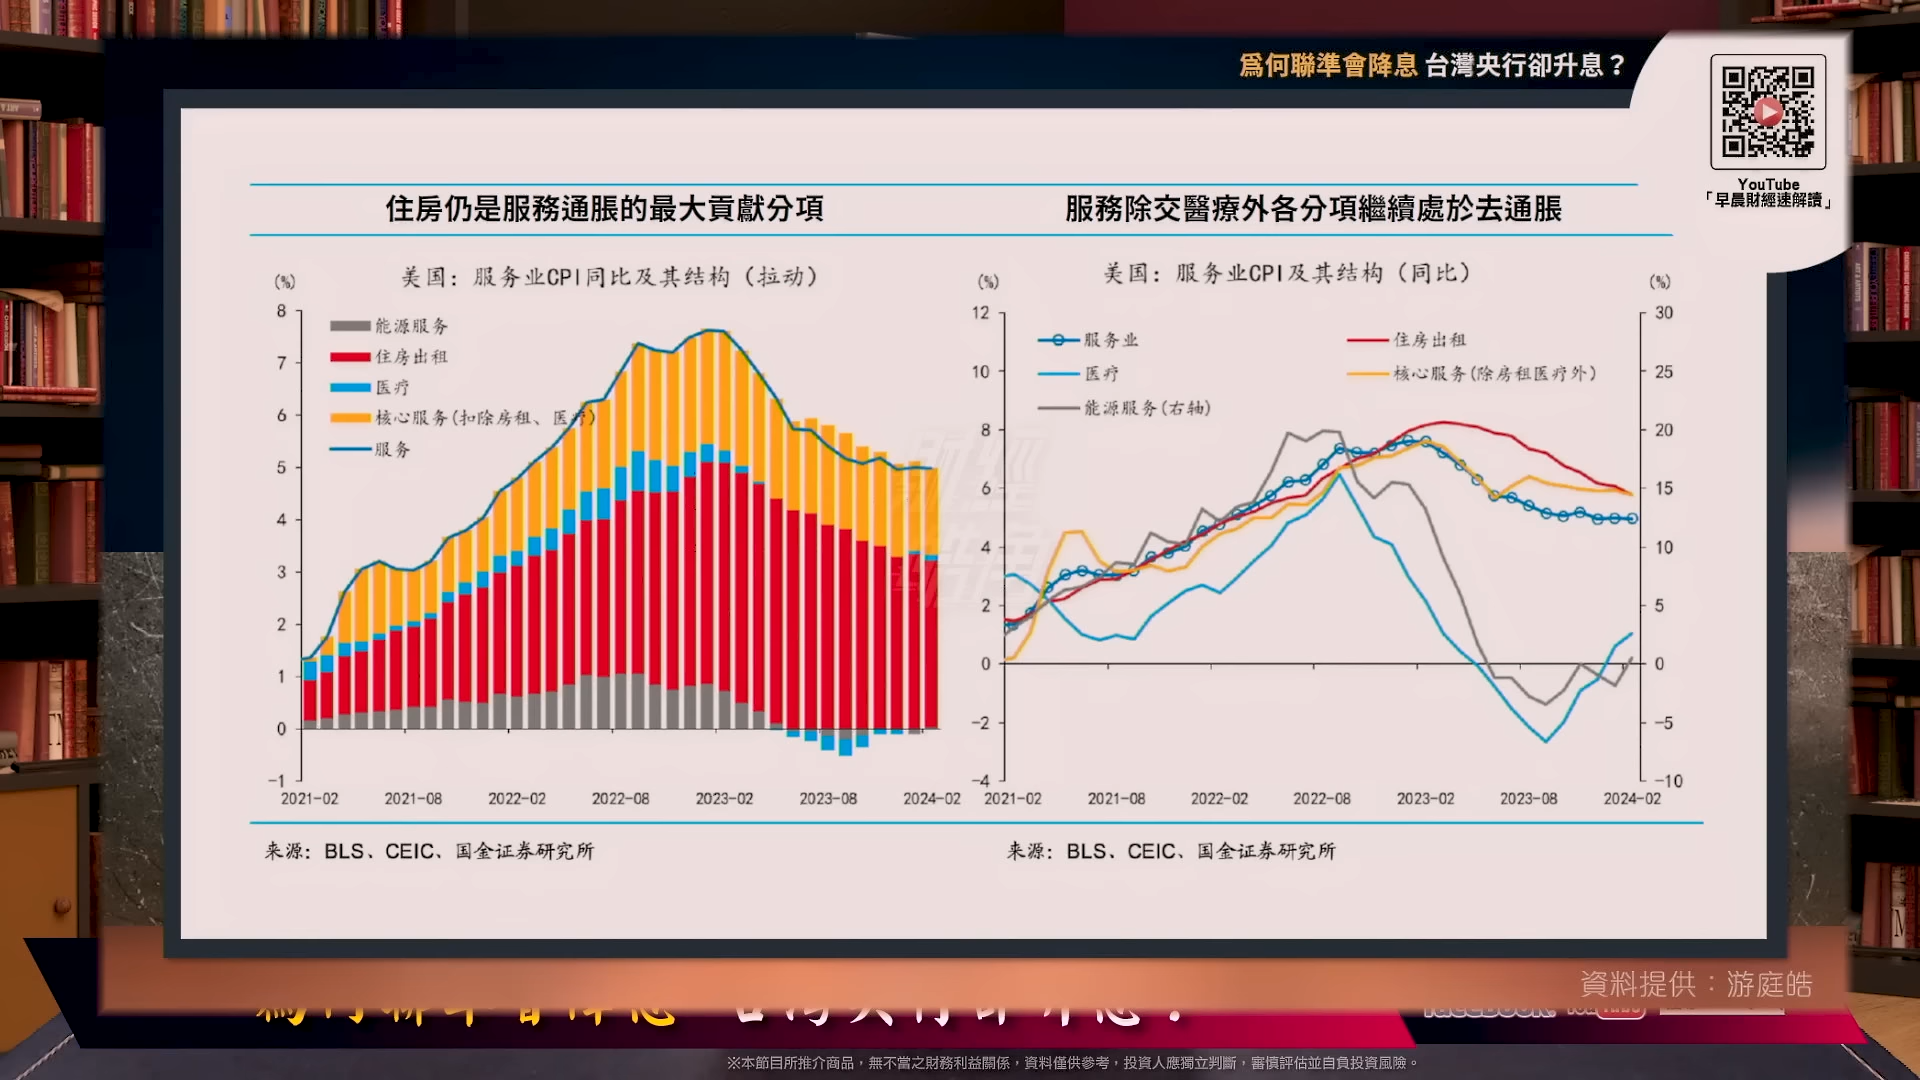 為何聯準會降息 台灣央行卻升息？
YouTube
「早晨財經速解讀」
住房仍是服務通脹的最大貢獻分項
服務除交醫療外各分項繼續處於去通脹
美国：服务业CPI同比及其结构（拉动）
(%)
8
7
6
5
4
3
2
1
0
-1
能源服务
住房出租
医疗
核心服务(扣除房租、医疗)
服务
2021-02
2021-08
2022-02
2022-08
2023-02
2023-08
2024-02
美国：服务业CPI及其结构（同比）
(%)
(%)
12
10
8
6
4
2
0
-2
-4
30
25
20
15
10
5
0
-5
-10
服务业
住房出租
医疗
核心服务(除房租医疗外)
能源服务(右轴)
2021-02
2021-08
2022-02
2022-08
2023-02
2023-08
2024-02
来源：BLS、CEIC、国金证券研究所
来源：BLS、CEIC、国金证券研究所
資料提供：游庭皓
※本節目所推介商品，無不當之財務利益關係，資料僅供參考，投資人應獨立判斷，審慎評估並自負投資風險。